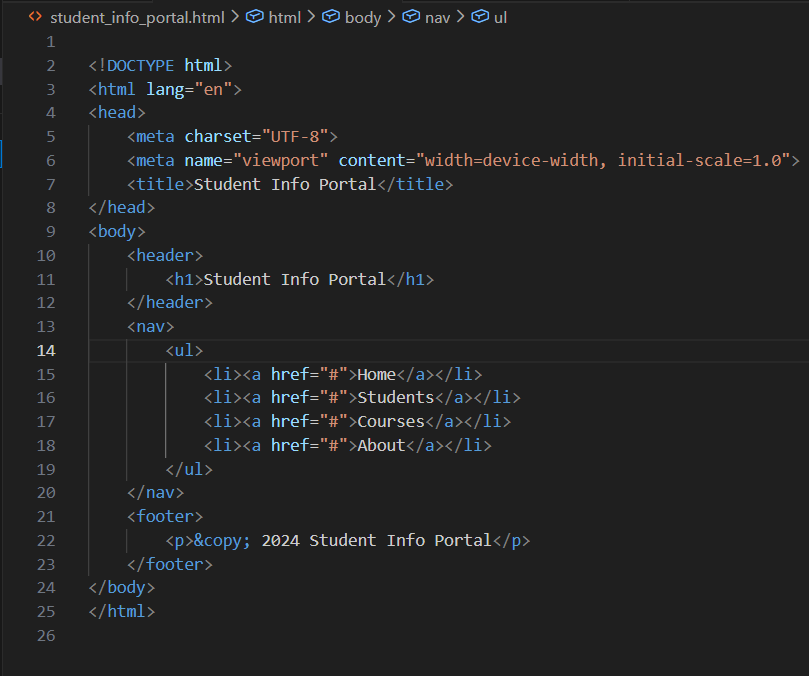 <> student_info_portal.html > html > body > nav > ul
1
2 <!DOCTYPE html>
3 <html lang="en">
4 <head>
5     <meta charset="UTF-8">
6     <meta name="viewport" content="width=device-width, initial-scale=1.0">
7     <title>Student Info Portal</title>
8 </head>
9 <body>
10     <header>
11         <h1>Student Info Portal</h1>
12     </header>
13     <nav>
14         <ul>
15             <li><a href="#">Home</a></li>
16             <li><a href="#">Students</a></li>
17             <li><a href="#">Courses</a></li>
18             <li><a href="#">About</a></li>
19         </ul>
20     </nav>
21     <footer>
22         <p>&copy; 2024 Student Info Portal</p>
23     </footer>
24 </body>
25 </html>
26